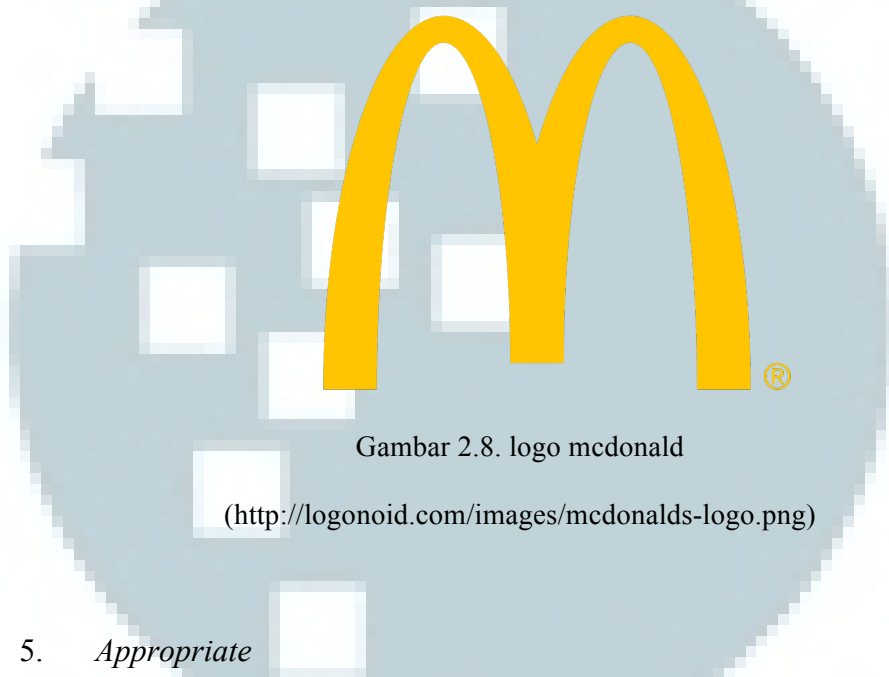 ®
Gambar 2.8. logo mcdonald
(http://logonoid.com/images/mcdonalds-logo.png)
5. Appropriate